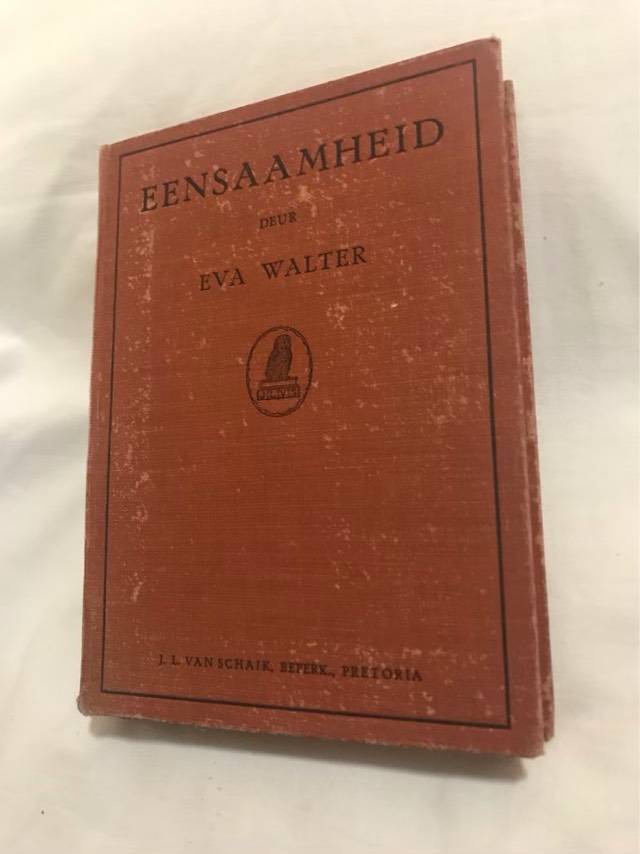 EENSAAMHEID
DEUR
EVA WALTER
J. L. VAN SCHAIK, BEPERK., PRETORIA